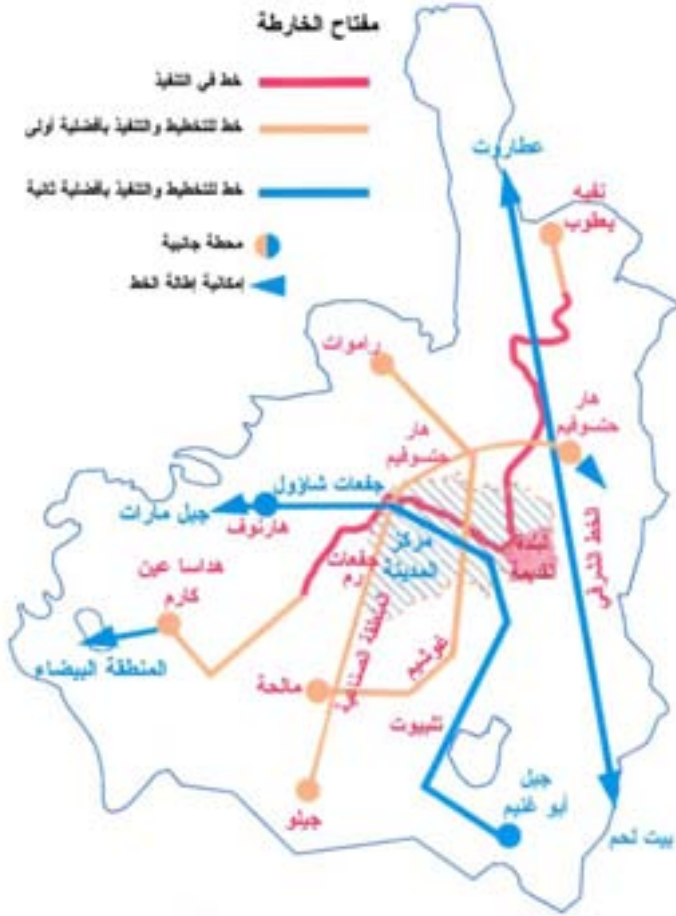 مفتاح الخارطة
خط في التنفيذ
خط للتخطيط والتنفيذ بأفضلية أولى
خط للتخطيط والتنفيذ بأفضلية ثانية
محطة جانبية
إمكانية إطالة الخط
عطاروت
نفيه
يعقوب
راموات
هار
حتسوفيم
هار
حتسوفيم
جفعات شاؤول
هارنوف
جبل مارات
مركز
المدينة
البلدة
القديمة
جفعات
رم
هداسا عين
كارم
المنطقة البيضاء
المنطقة الصناعية
مالحة
تلبيوت
الخط الشرقي
جبل
أبو غنيم
جيلو
بيت لحم